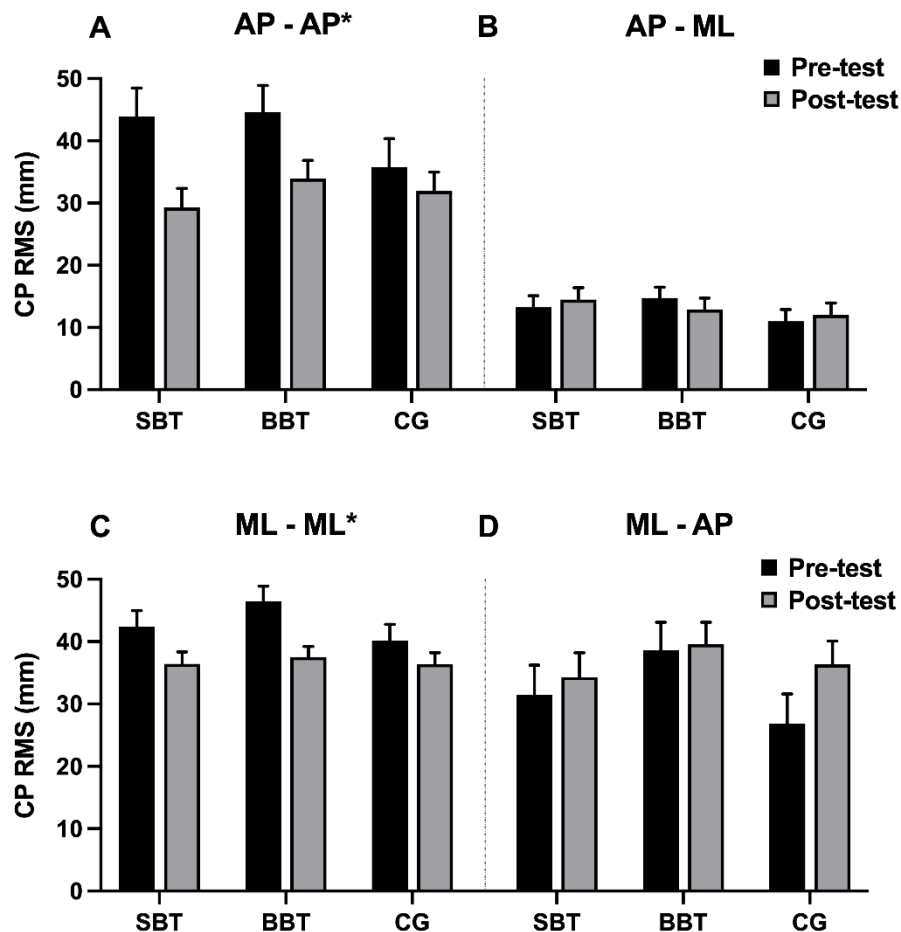 A AP - AP* B AP - ML
Pre-test
Post-test
CP RMS (mm)
50
40
30
20
10
0
SBT BBT CG SBT BBT CG
C ML - ML* D ML - AP
Pre-test
Post-test
CP RMS (mm)
50
40
30
20
10
0
SBT BBT CG SBT BBT CG